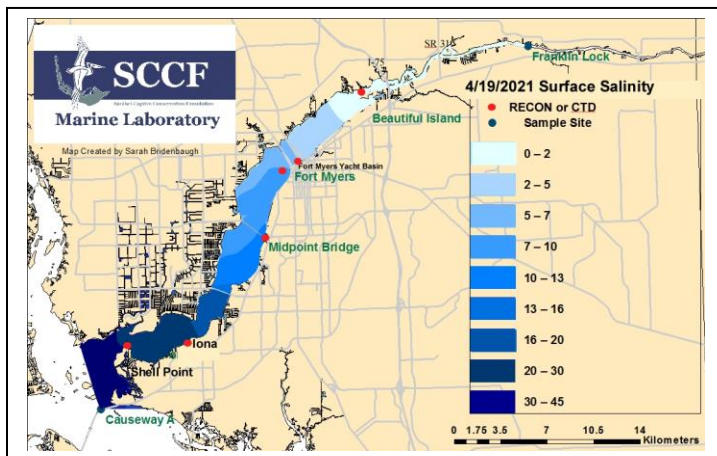 SCCF
Sanibel-Captiva Conservation Foundation
Marine Laboratory
Map Created by Sarah Bridenbaugh
SR 31
I-75
Franklin Lock
4/19/2021 Surface Salinity
RECON or CTD
Sample Site
Beautiful Island
Fort Myers Yacht Basin
Fort Myers
Midpoint Bridge
Iona
Shell Point
Causeway A
0 – 2
2 – 5
5 – 7
7 – 10
10 – 13
13 – 16
16 – 20
20 – 30
30 – 45
0 1.75 3.5 7 10.5 14
Kilometers